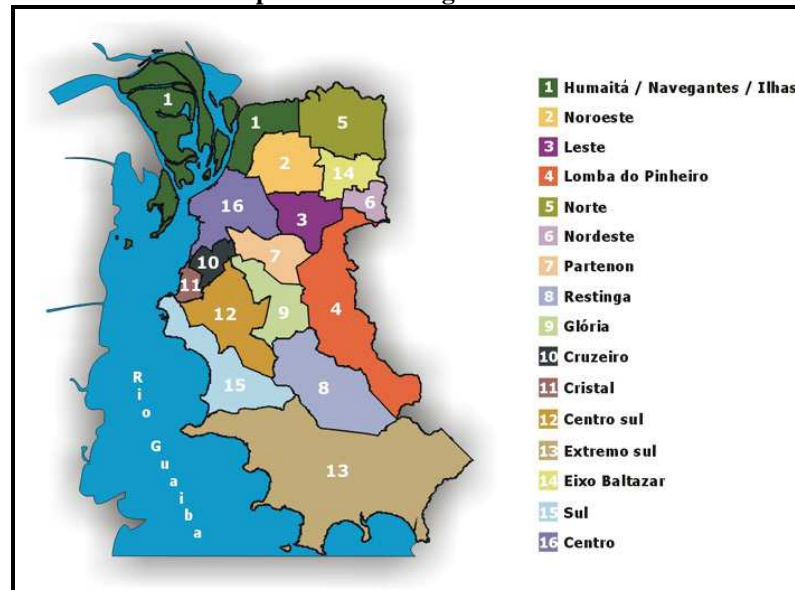 1
1
5
2
14
6
16
3
10
7
11
12
9
4
15
8
13
Rio Guaiba
1 Humaitá / Navegantes / Ilhas
2 Noroeste
3 Leste
4 Lomba do Pinheiro
5 Norte
6 Nordeste
7 Partenon
8 Restinga
9 Glória
10 Cruzeiro
11 Cristal
12 Centro sul
13 Extremo sul
14 Eixo Baltazar
15 Sul
16 Centro